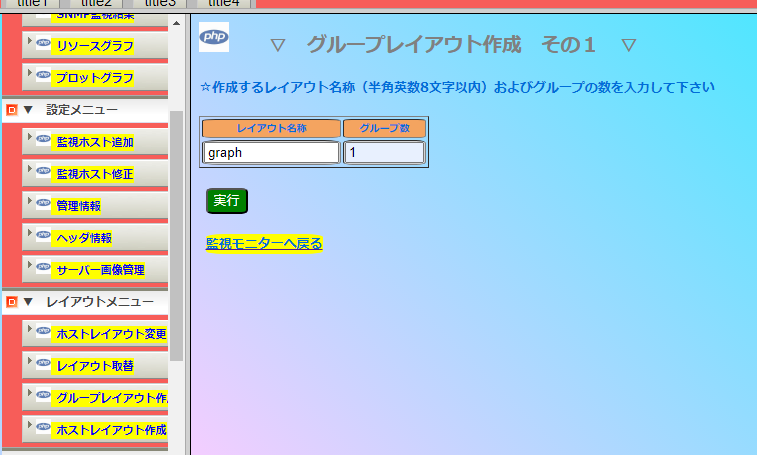 title1
title2
title3
title4
SNMP監視結果
リソースグラフ
プロットグラフ
▼ 設定メニュー
監視ホスト追加
監視ホスト修正
管理情報
ヘッダ情報
サーバー画像管理
▼ レイアウトメニュー
ホストレイアウト変更
レイアウト取替
グループレイアウト作
ホストレイアウト作成
php
▽ グループレイアウト作成 その１ ▽
☆作成するレイアウト名称（半角英数8文字以内）およびグループの数を入力して下さい
レイアウト名称 グループ数
graph 1
実行
監視モニターへ戻る